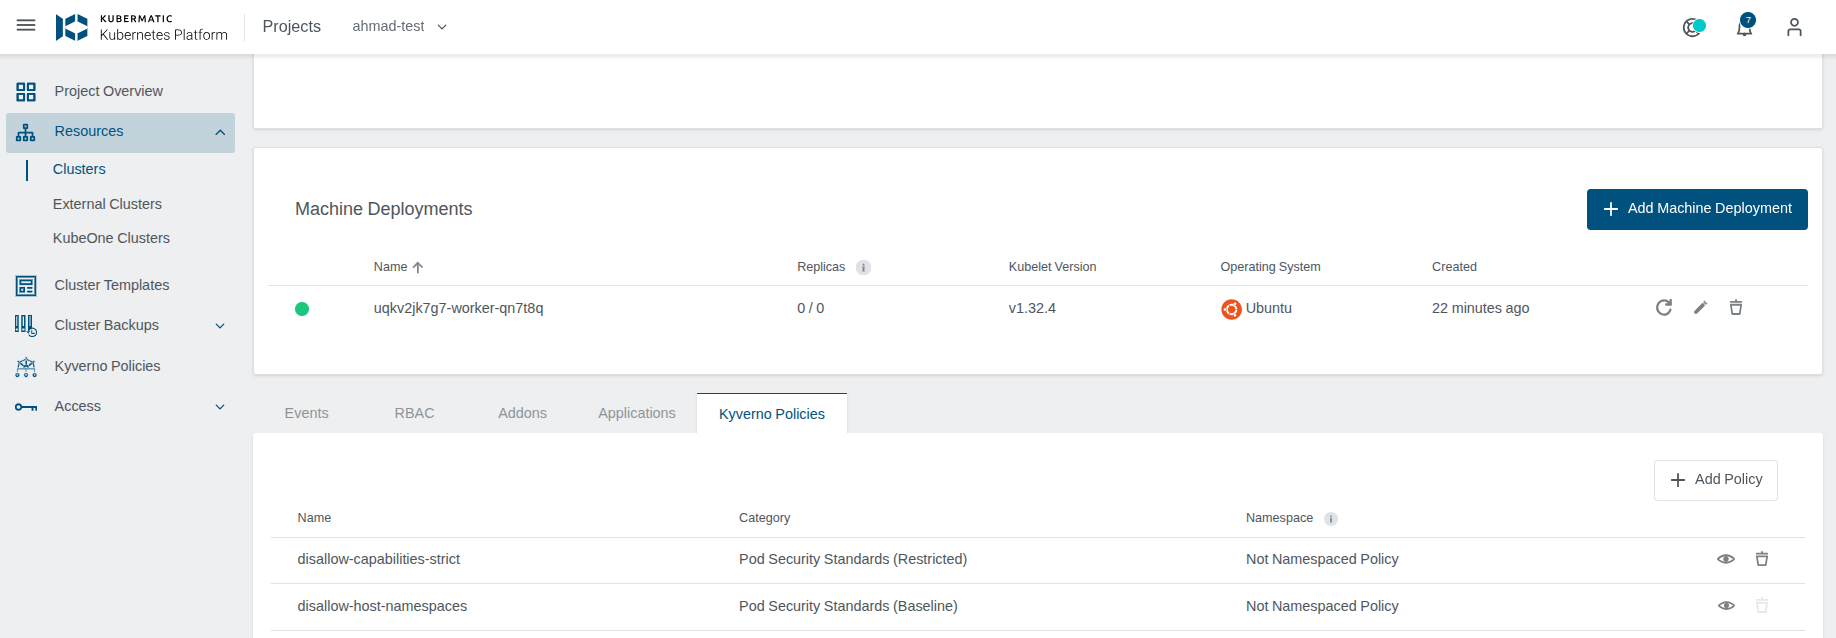 KUBERMATIC
Kubernetes Platform
Projects
ahmad-test
7
Project Overview
Resources
Clusters
External Clusters
KubeOne Clusters
Cluster Templates
Cluster Backups
Kyverno Policies
Access
Machine Deployments
Add Machine Deployment
Name Replicas Kubelet Version Operating System Created
uqkv2jk7g7-worker-qn7t8q 0 / 0 v1.32.4 Ubuntu 22 minutes ago
Events RBAC Addons Applications Kyverno Policies
Add Policy
Name Category Namespace
disallow-capabilities-strict Pod Security Standards (Restricted) Not Namespaced Policy
disallow-host-namespaces Pod Security Standards (Baseline) Not Namespaced Policy